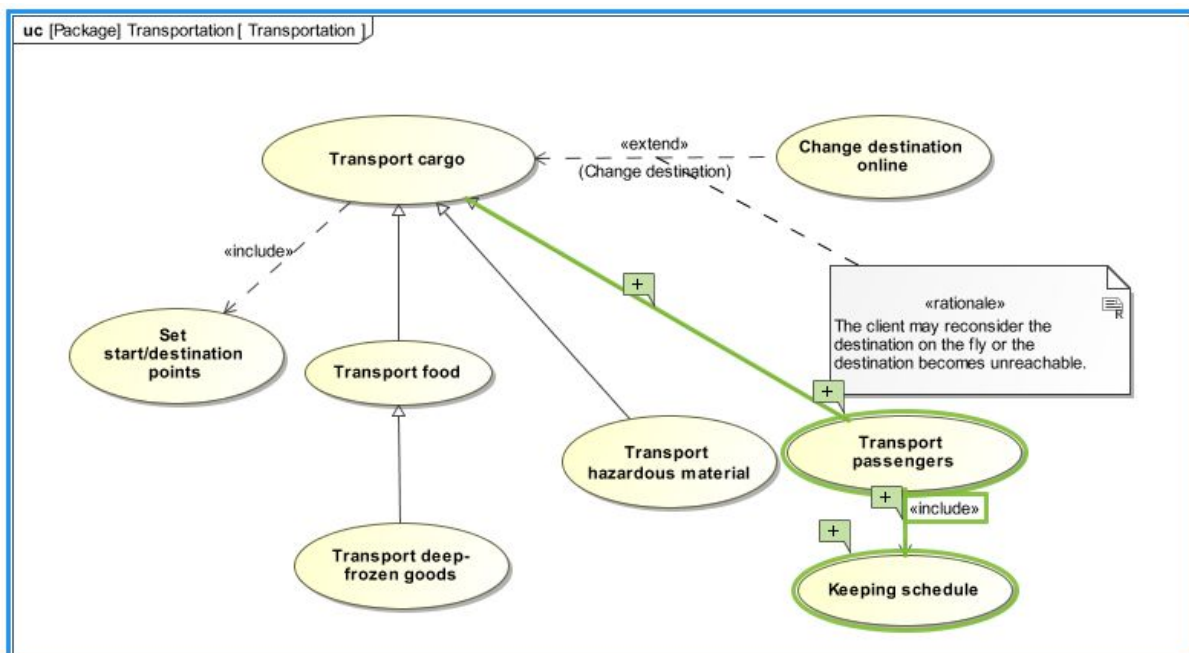 uc [Package] Transportation [ Transportation ]
Transport cargo
«extend»
(Change destination)
Change destination
online
«include»
Set
start/destination
points
Transport food
+
«rationale»
R
The client may reconsider the
destination on the fly or the
destination becomes unreachable.
+
Transport
hazardous material
Transport
passengers
+
«include»
Transport deep-
frozen goods
+
Keeping schedule